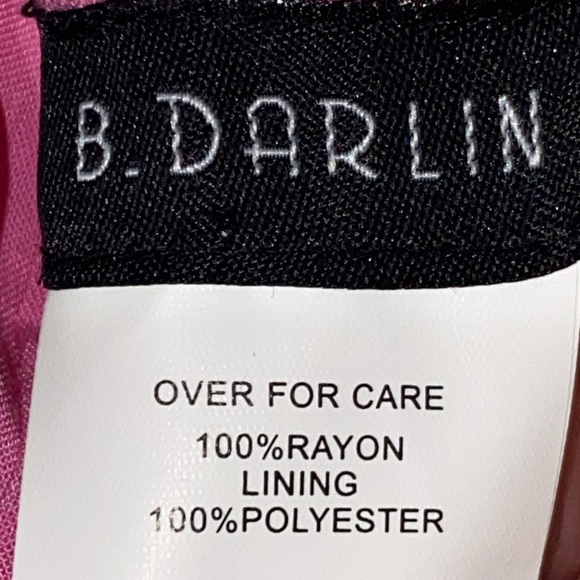 B.DARLIN
OVER FOR CARE
100%RAYON
LINING
100%POLYESTER